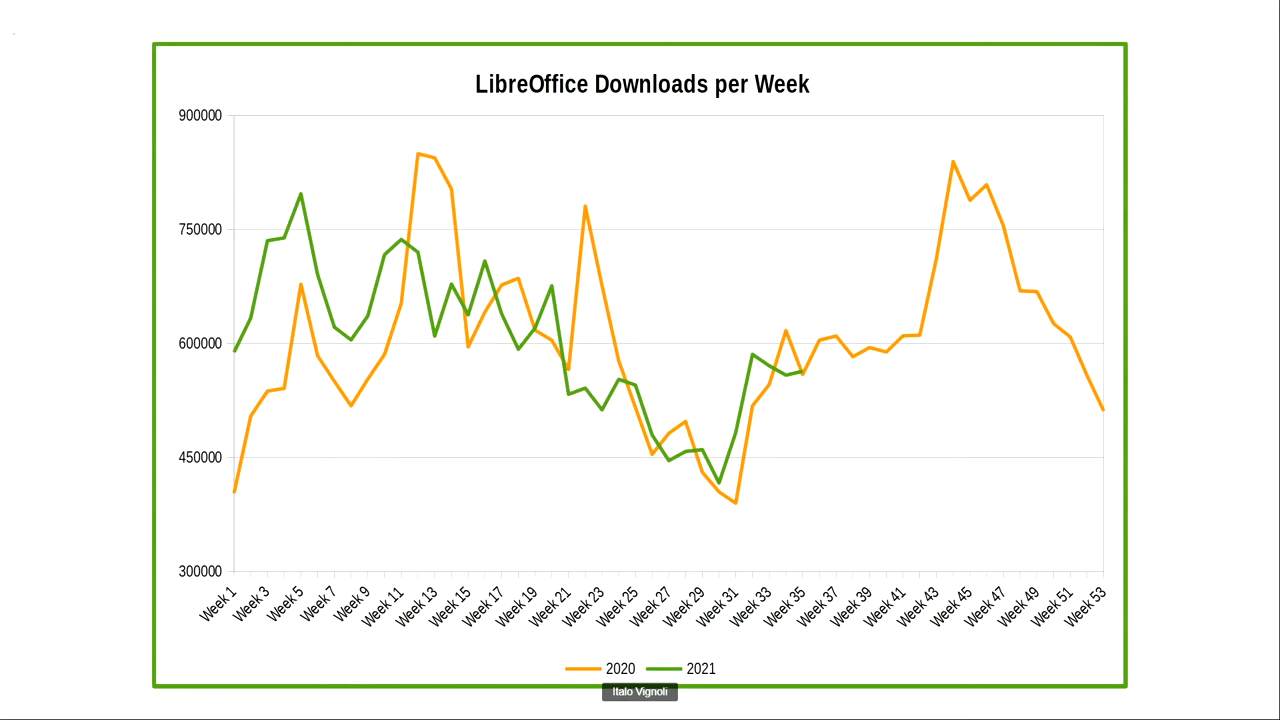 LibreOffice Downloads per Week
900000
750000
600000
450000
300000
Week 1
Week 3
Week 5
Week 7
Week 9
Week 11
Week 13
Week 15
Week 17
Week 19
Week 21
Week 23
Week 25
Week 27
Week 29
Week 31
Week 33
Week 35
Week 37
Week 39
Week 41
Week 43
Week 45
Week 47
Week 49
Week 51
Week 53
2020 2021
Italo Vignoli